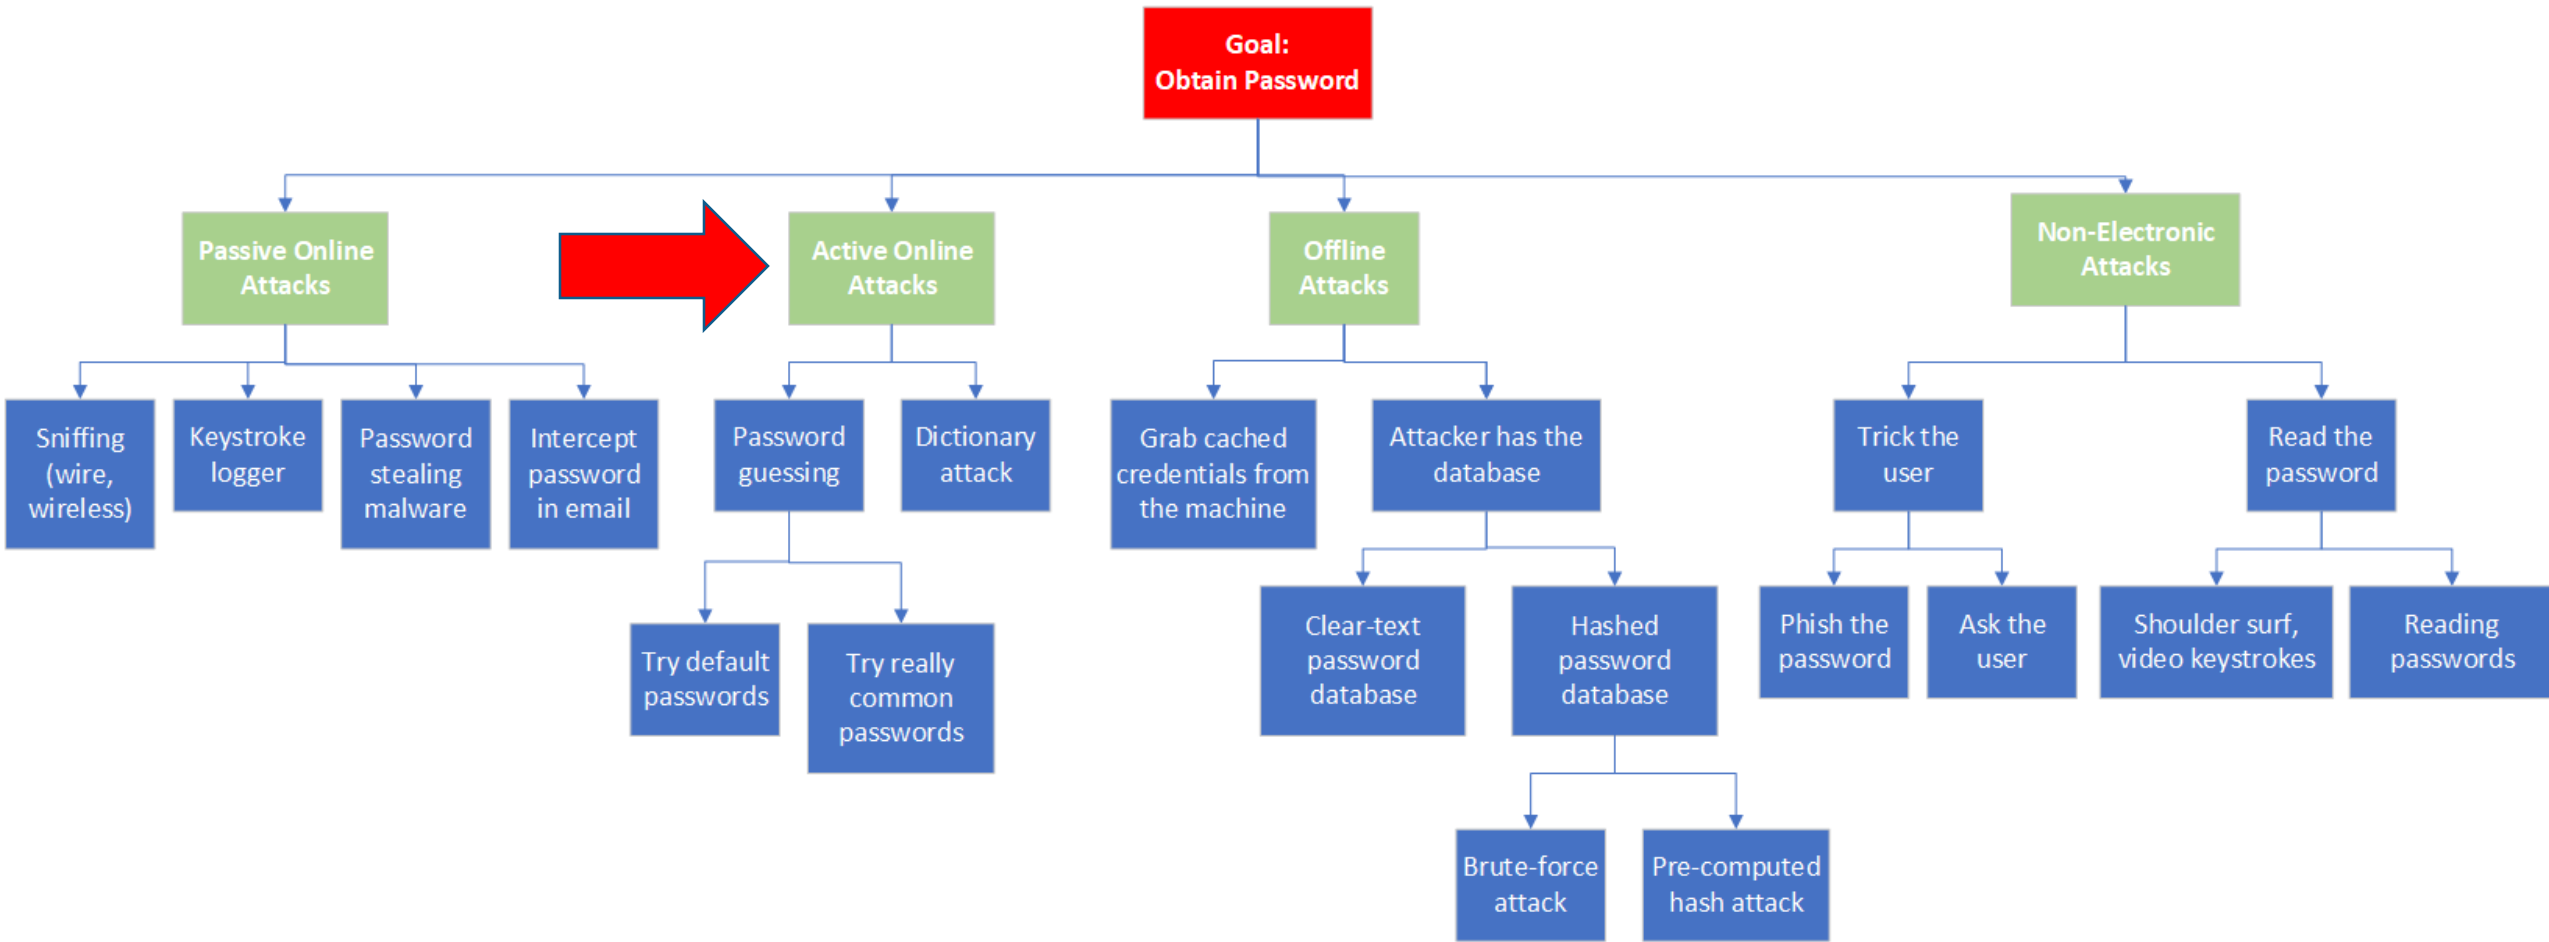 Goal:
Obtain Password
Passive Online
Attacks
Active Online
Attacks
Offline
Attacks
Non-Electronic
Attacks
Sniffing
(wire,
wireless)
Keystroke
logger
Password
stealing
malware
Intercept
password
in email
Password
guessing
Dictionary
attack
Grab cached
credentials from
the machine
Attacker has the
database
Trick the
user
Read the
password
Try default
passwords
Try really
common
passwords
Clear-text
password
database
Hashed
password
database
Phish the
password
Ask the
user
Shoulder surf,
video keystrokes
Reading
passwords
Brute-force
attack
Pre-computed
hash attack